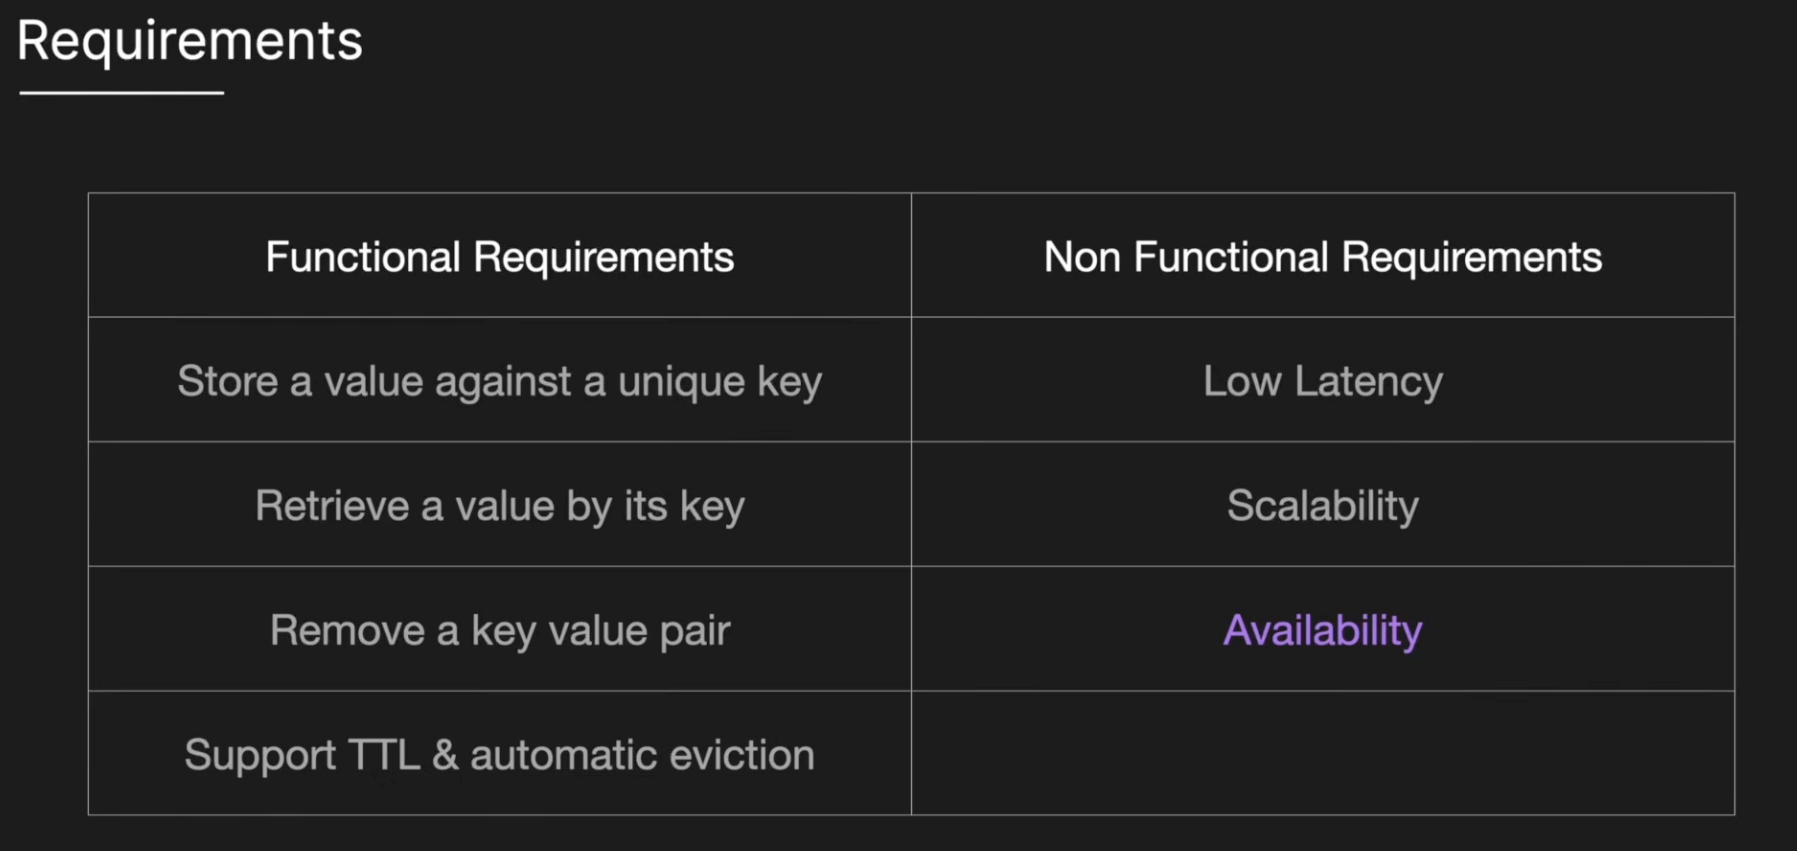 Requirements
Functional Requirements
Non Functional Requirements
Store a value against a unique key
Low Latency
Retrieve a value by its key
Scalability
Remove a key value pair
Availability
Support TTL & automatic eviction